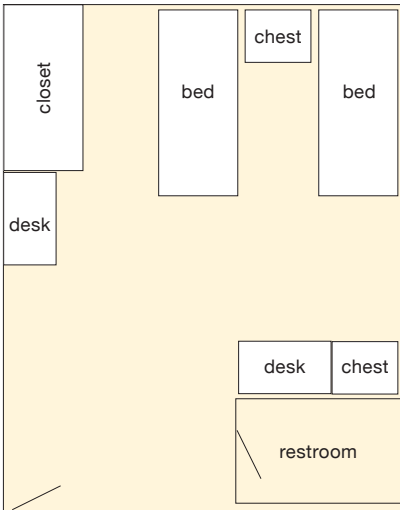 chest
closet
bed
bed
desk
desk
chest
restroom